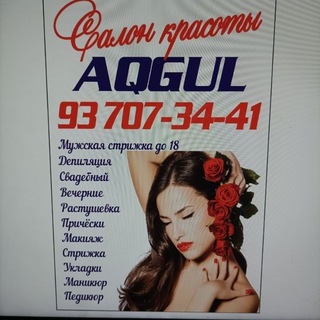 Салон красоты
AQGUL
93 707-34-41
Мужская стрижка до 18
Депиляция
Свадебный
Вечерние
Растушевка
Причёски
Макияж
Стрижка
Укладки
Маникюр
Педикюр